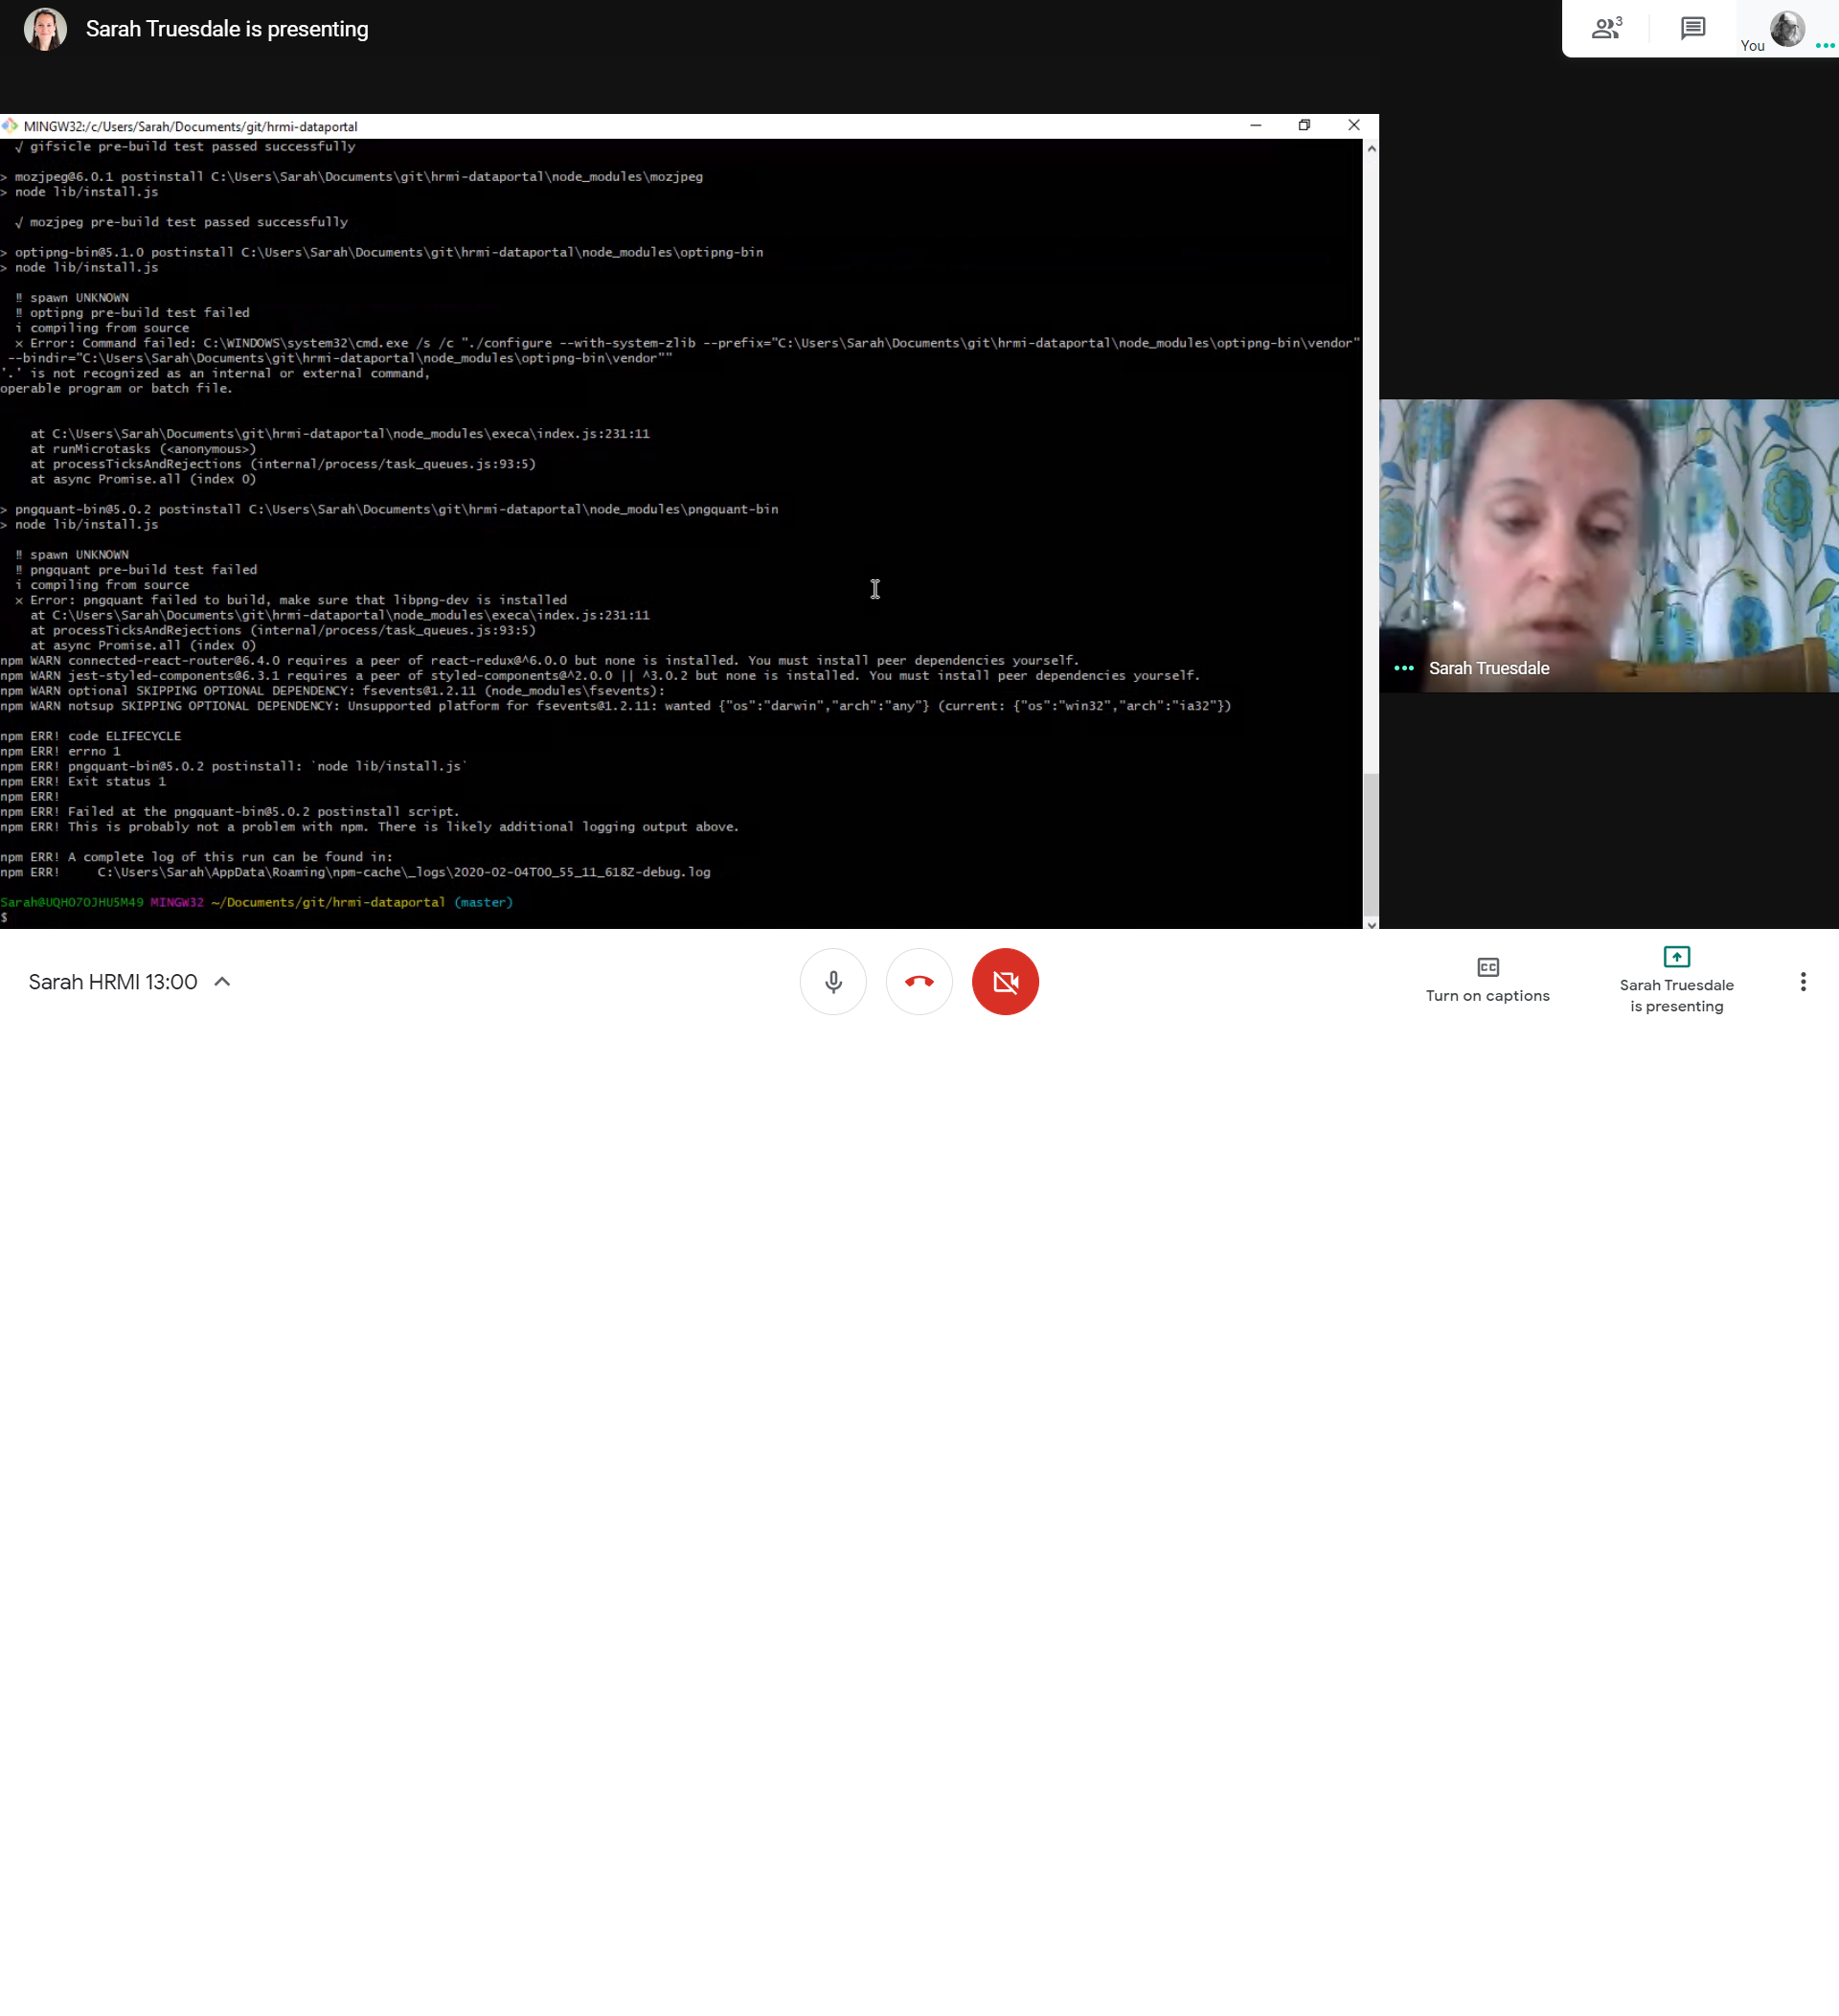 Sarah Truesdale is presenting
3
You
MINGW32:/c/Users/Sarah/Documents/git/hrmi-dataportal
√ gifsicle pre-build test passed successfully
> mozjpeg@6.0.1 postinstall C:\Users\Sarah\Documents\git\hrmi-dataportal\node_modules\mozjpeg
> node lib/install.js
√ mozjpeg pre-build test passed successfully
> optipng-bin@5.1.0 postinstall C:\Users\Sarah\Documents\git\hrmi-dataportal\node_modules\optipng-bin
> node lib/install.js
‼ spawn UNKNOWN
‼ optipng pre-build test failed
i compiling from source
× Error: Command failed: C:\WINDOWS\system32\cmd.exe /s /c "./configure --with-system-zlib --prefix="C:\Users\Sarah\Documents\git\hrmi-dataportal\node_modules\optipng-bin\vendor"
--bindir="C:\Users\Sarah\Documents\git\hrmi-dataportal\node_modules\optipng-bin\vendor""
'.' is not recognized as an internal or external command,
operable program or batch file.
at C:\Users\Sarah\Documents\git\hrmi-dataportal\node_modules\execa\index.js:231:11
at runMicrotasks (<anonymous>)
at processTicksAndRejections (internal/process/task_queues.js:93:5)
at async Promise.all (index 0)
> pngquant-bin@5.0.2 postinstall C:\Users\Sarah\Documents\git\hrmi-dataportal\node_modules\pngquant-bin
> node lib/install.js
‼ spawn UNKNOWN
‼ pngquant pre-build test failed
i compiling from source
× Error: pngquant failed to build, make sure that libpng-dev is installed
at C:\Users\Sarah\Documents\git\hrmi-dataportal\node_modules\execa\index.js:231:11
at processTicksAndRejections (internal/process/task_queues.js:93:5)
at async Promise.all (index 0)
npm WARN connected-react-router@6.4.0 requires a peer of react-redux@^6.0.0 but none is installed. You must install peer dependencies yourself.
npm WARN jest-styled-components@6.3.1 requires a peer of styled-components@^2.0.0 || ^3.0.2 but none is installed. You must install peer dependencies yourself.
npm WARN optional SKIPPING OPTIONAL DEPENDENCY: fsevents@1.2.11 (node_modules\fsevents):
npm WARN notsup SKIPPING OPTIONAL DEPENDENCY: Unsupported platform for fsevents@1.2.11: wanted {"os":"darwin","arch":"any"} (current: {"os":"win32","arch":"ia32"})
npm ERR! code ELIFECYCLE
npm ERR! errno 1
npm ERR! pngquant-bin@5.0.2 postinstall: `node lib/install.js`
npm ERR! Exit status 1
npm ERR!
npm ERR! Failed at the pngquant-bin@5.0.2 postinstall script.
npm ERR! This is probably not a problem with npm. There is likely additional logging output above.
npm ERR! A complete log of this run can be found in:
npm ERR!     C:\Users\Sarah\AppData\Roaming\npm-cache\_logs\2020-02-04T00_55_11_618Z-debug.log
Sarah@UQHO7OJHU5M49 MINGW32 ~/Documents/git/hrmi-dataportal (master)
$
Sarah Truesdale
Sarah HRMI 13:00
CC
Turn on captions
Sarah Truesdale
is presenting